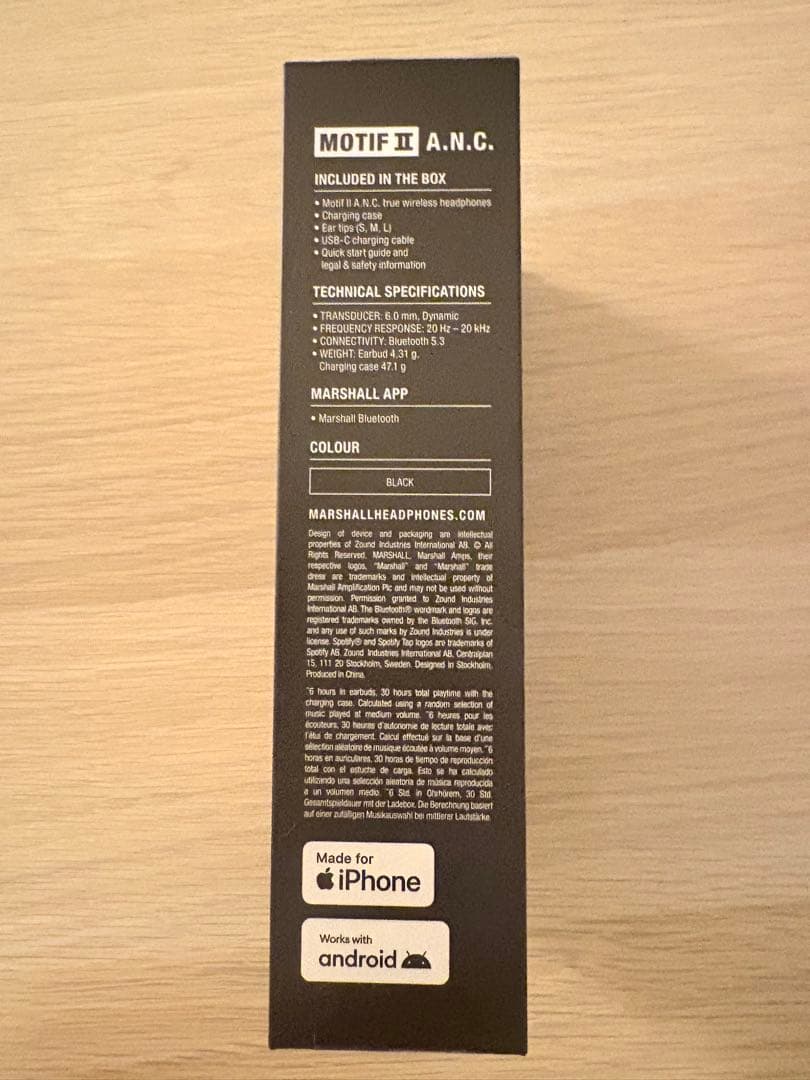 MOTIF II A.N.C.
INCLUDED IN THE BOX
• Motif II A.N.C. true wireless headphones
• Charging case
• Ear tips (S, M, L)
• USB-C charging cable
• Quick start guide and
legal & safety information
TECHNICAL SPECIFICATIONS
• TRANSDUCER: 6.0 mm, Dynamic
• FREQUENCY RESPONSE: 20 Hz – 20 kHz
• CONNECTIVITY: Bluetooth 5.3
• WEIGHT: Earbud 4.31 g,
Charging case 47.1 g
MARSHALL APP
• Marshall Bluetooth
COLOUR
BLACK
MARSHALLHEADPHONES.COM
Design of device and packaging are intellectual
properties of Zound Industries International AB. © All
Rights Reserved. MARSHALL, Marshall Amps, their
respective logos, "Marshall" and "Marshall" trade
dress are trademarks and intellectual property of
Marshall Amplification Plc and may not be used without
permission. Permission granted to Zound Industries
International AB. The Bluetooth® wordmark and logos are
registered trademarks owned by the Bluetooth SIG, Inc.
and any use of such marks by Zound Industries is under
license. Spotify® and Spotify Tap logos are trademarks of
Spotify AB. Zound Industries International AB, Centralplan
15, 111 20 Stockholm, Sweden. Designed in Stockholm.
Produced in China.
*6 hours in earbuds, 30 hours total playtime with the
charging case. Calculated using a random selection of
music played at medium volume. *6 heures pour les
écouteurs, 30 heures d'autonomie de lecture totale avec
l'étui de chargement. Calcul effectué sur la base d'une
sélection aléatoire de musique écoutée à volume moyen. *6
horas en auriculares, 30 horas de tiempo de reproducción
total con el estuche de carga. Esto se ha calculado
utilizando una selección aleatoria de música reproducida
a un volumen medio. *6 Std. in Ohrhörern, 30 Std.
Gesamtspieldauer mit der Ladebox. Die Berechnung basiert
auf einer zufälligen Musikauswahl bei mittlerer Lautstärke.
Made for
iPhone
Works with
android